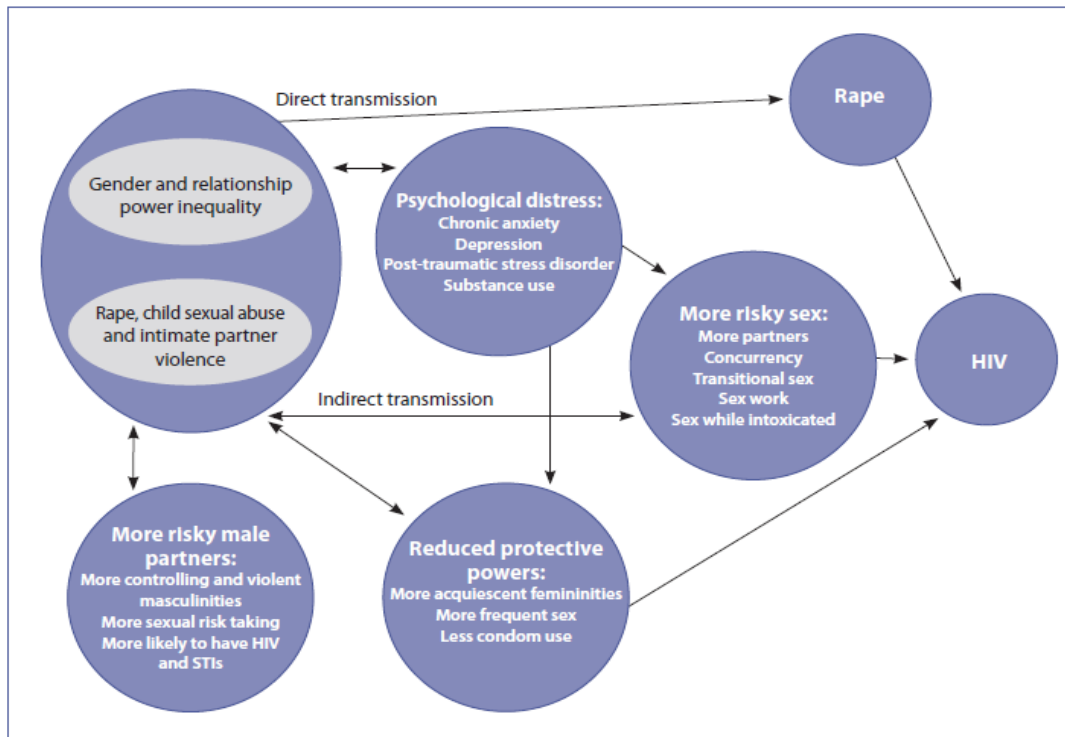 Direct transmission
Rape
Gender and relationship
power inequality
Psychological distress:
Chronic anxiety
Depression
Post-traumatic stress disorder
Substance use
Rape, child sexual abuse
and intimate partner
violence
More risky sex:
More partners
Concurrency
Transitional sex
Sex work
Sex while intoxicated
HIV
Indirect transmission
More risky male
partners:
More controlling and violent
masculinities
More sexual risk taking
More likely to have HIV
and STIs
Reduced protective
powers:
More acquiescent femininities
More frequent sex
Less condom use